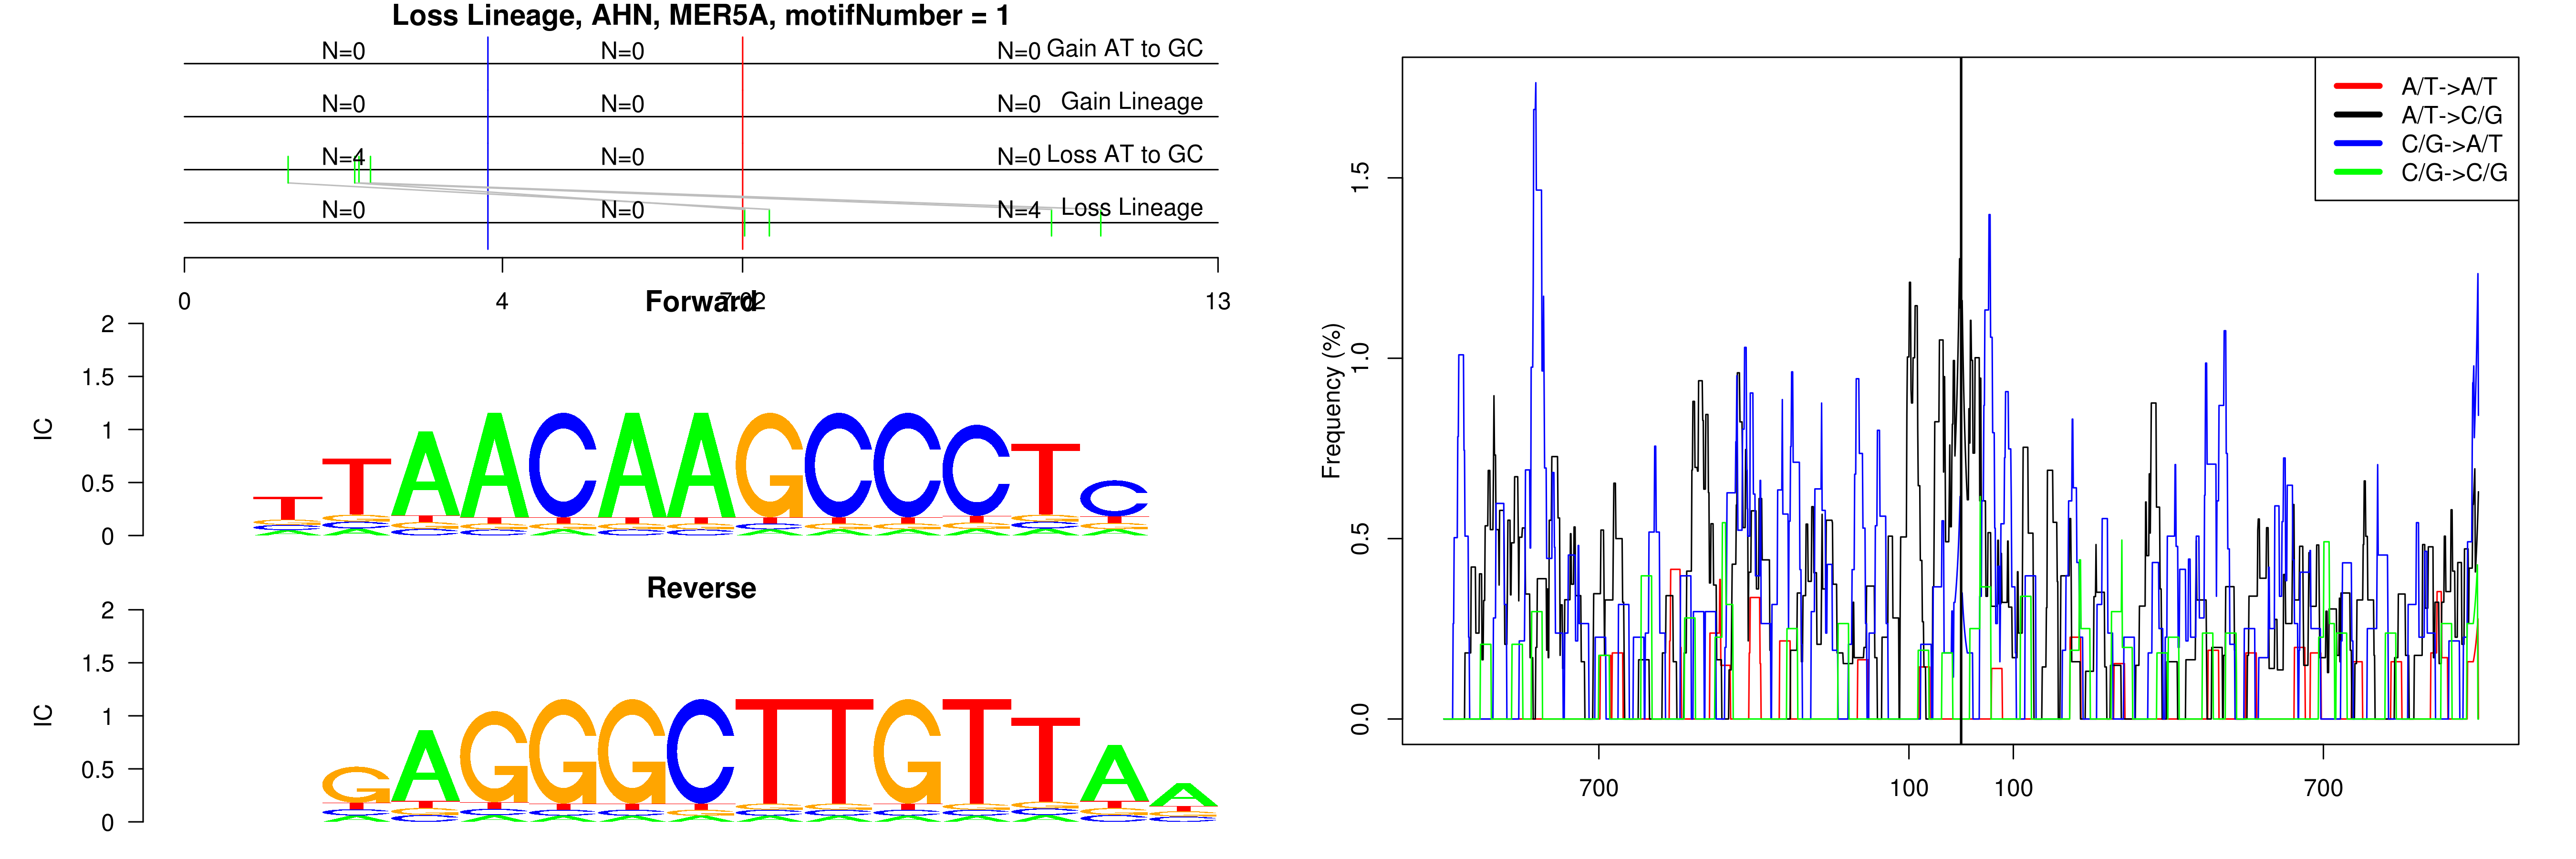 Loss Lineage, AHN, MER5A, motifNumber = 1
N=0 N=0 N=0 Gain AT to GC
N=0 N=0 N=0 Gain Lineage
N=4 N=0 N=0 Loss AT to GC
N=0 N=0 N=4 Loss Lineage
0 4 7.02 13
Forward
IC
2
1.5
1
0.5
0
TTAACAAGCCCTC
Reverse
IC
2
1.5
1
0.5
0
GAGGGCTTGTTAA
Frequency (%)
1.5
1.0
0.5
0.0
700 100 100 700
A/T->A/T
A/T->C/G
C/G->A/T
C/G->C/G